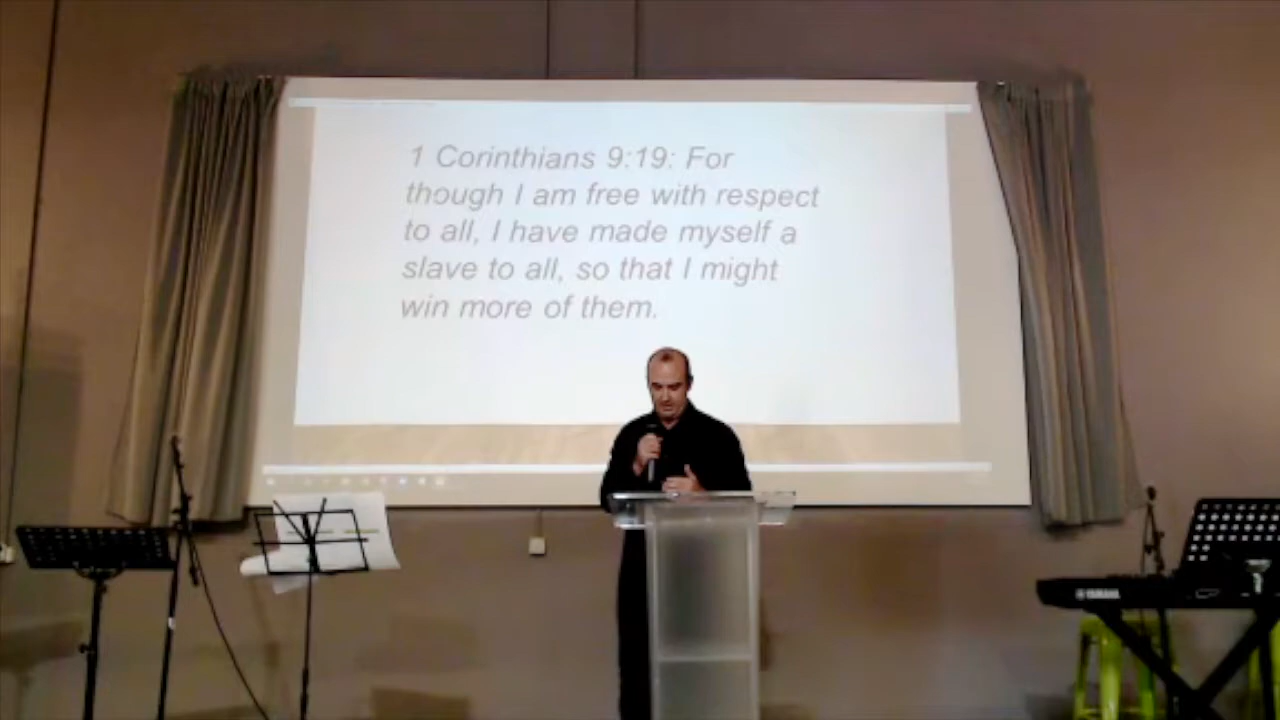 1 Corinthians 9:19: For
though I am free with respect
to all, I have made myself a
slave to all, so that I might
win more of them.
YAMAHA